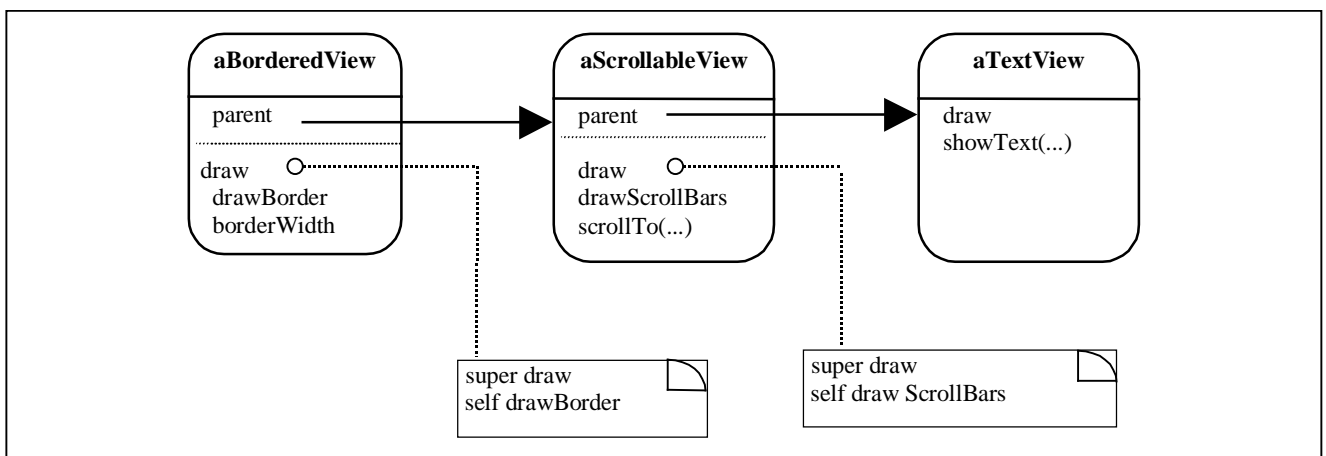 aBorderedView
parent
draw
drawBorder
borderWidth
aScrollableView
parent
draw
drawScrollBars
scrollTo(...)
aTextView
draw
showText(...)
super draw
self drawBorder
super draw
self draw ScrollBars